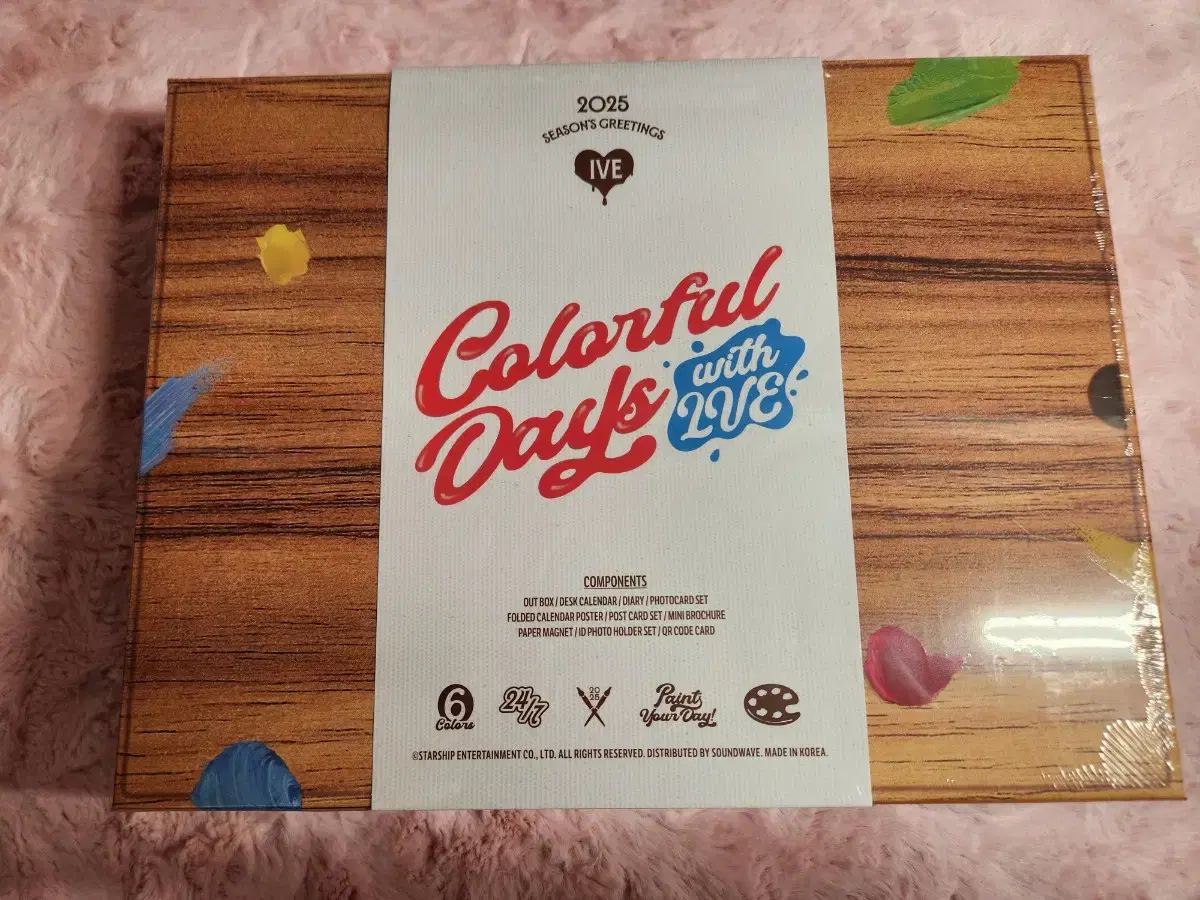 2025
SEASON'S GREETINGS
IVE
Colorful
Days
with
IVE
COMPONENTS
OUT BOX / DESK CALENDAR / DIARY / PHOTOCARD SET
FOLDED CALENDAR POSTER / POST CARD SET / MINI BROCHURE
PAPER MAGNET / ID PHOTO HOLDER SET / QR CODE CARD
6
Colors
24/7
20
25
Paint
Your Day!
©STARSHIP ENTERTAINMENT CO., LTD. ALL RIGHTS RESERVED. DISTRIBUTED BY SOUNDWAVE. MADE IN KOREA.